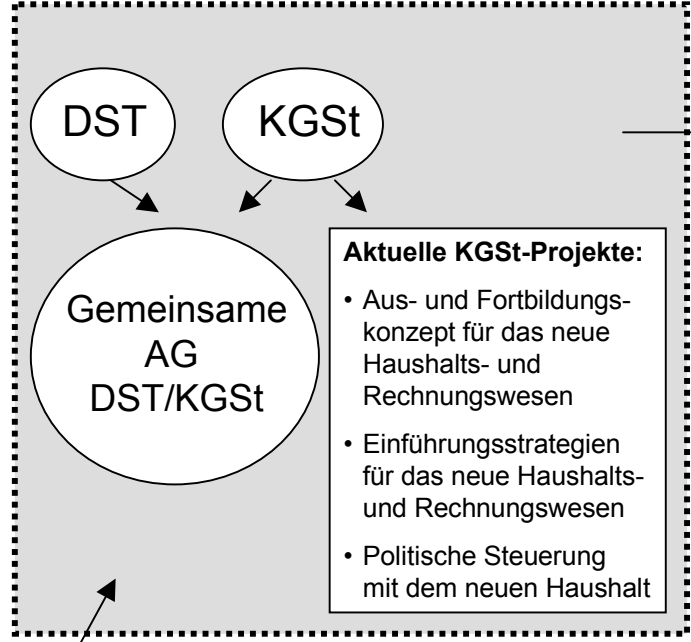 DST
KGSt
Gemeinsame
AG
DST/KGSt
Aktuelle KGSt-Projekte:
• Aus- und Fortbildungs-
konzept für das neue
Haushalts- und
Rechnungswesen
• Einführungsstrategien
für das neue Haushalts-
und Rechnungswesen
• Politische Steuerung
mit dem neuen Haushalt